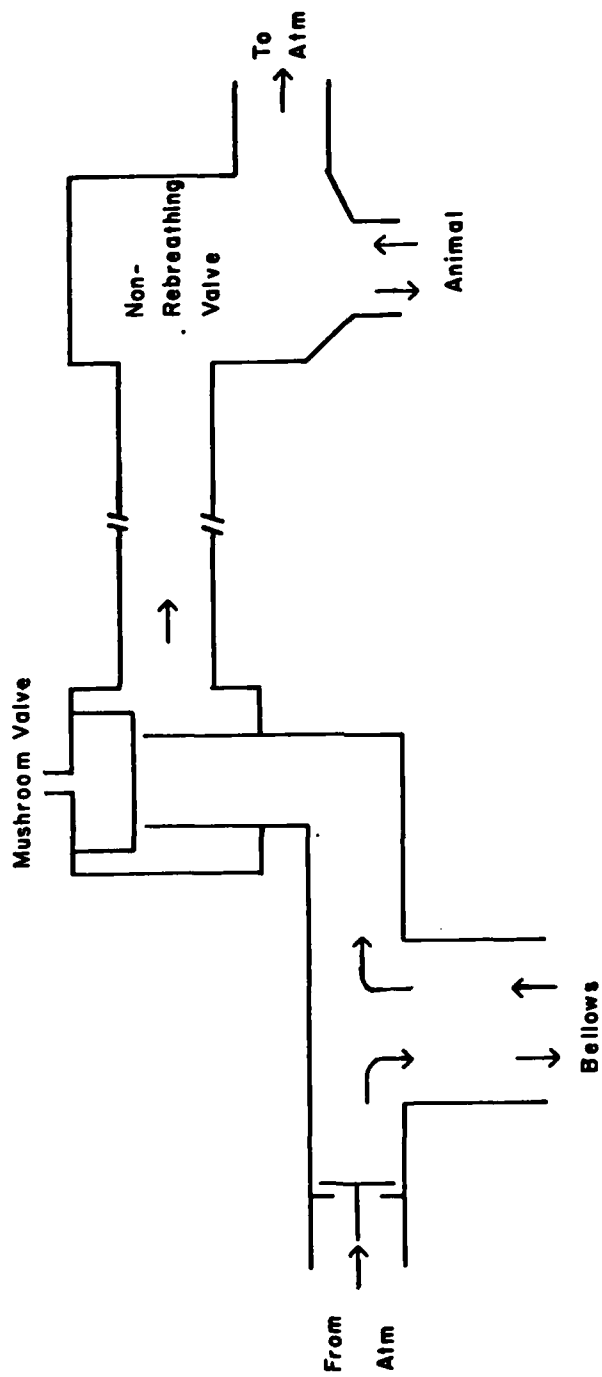 From
Atm
Bellows
Mushroom Valve
Non-
Rebreathing
Valve
Animal
To
Atm